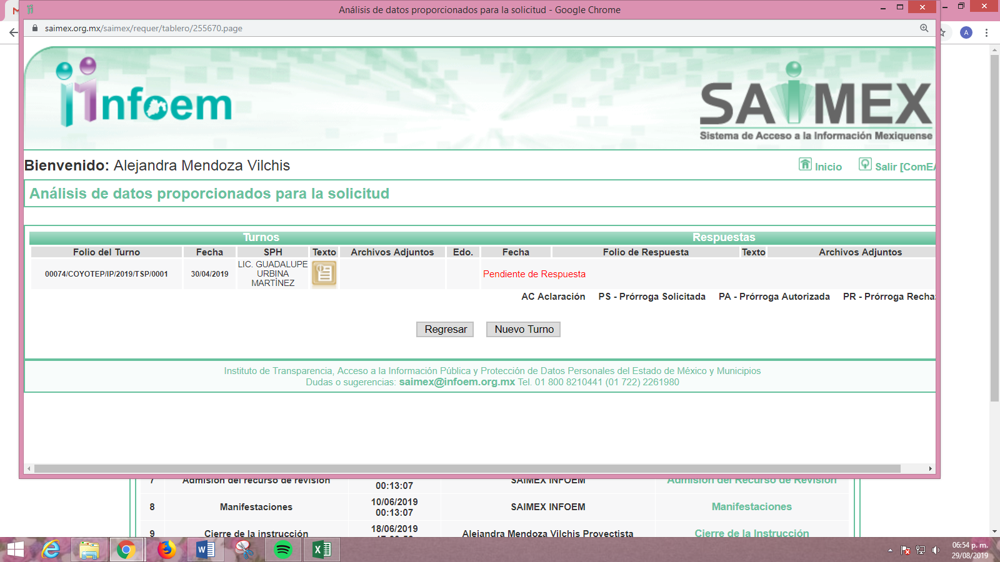 Análisis de datos proporcionados para la solicitud - Google Chrome
saimex.org.mx/saimex/requer/tablero/255670.page
A
infoem
SAIMEX
Sistema de Acceso a la Información Mexiquense
Bienvenido: Alejandra Mendoza Vilchis
Inicio Salir [ComEA
Análisis de datos proporcionados para la solicitud
Turnos Respuestas
Folio del Turno Fecha SPH Texto Archivos Adjuntos Edo. Fecha Folio de Respuesta Texto Archivos Adjuntos
00074/COYOTEP/IP/2019/TSP/0001 30/04/2019 LIC. GUADALUPE URBINA MARTÌNEZ Pendiente de Respuesta
AC Aclaración PS - Prórroga Solicitada PA - Prórroga Autorizada PR - Prórroga Recha
Regresar Nuevo Turno
Instituto de Transparencia, Acceso a la Información Pública y Protección de Datos Personales del Estado de México y Municipios
Dudas o sugerencias: saimex@infoem.org.mx Tel. 01 800 8210441 (01 722) 2261980
7 Admisión del recurso de revisión 00:13:07 SAIMEX INFOEM Admisión del Recurso de Revisión
8 Manifestaciones 10/06/2019 00:13:07 SAIMEX INFOEM Manifestaciones
9 Cierre de la instrucción 18/06/2019 Alejandra Mendoza Vilchis Proyectista Cierre de la Instrucción
06:54 p. m.
29/08/2019